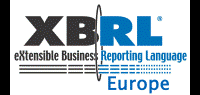 XBRL®
eXtensible Business Reporting Language
Europe